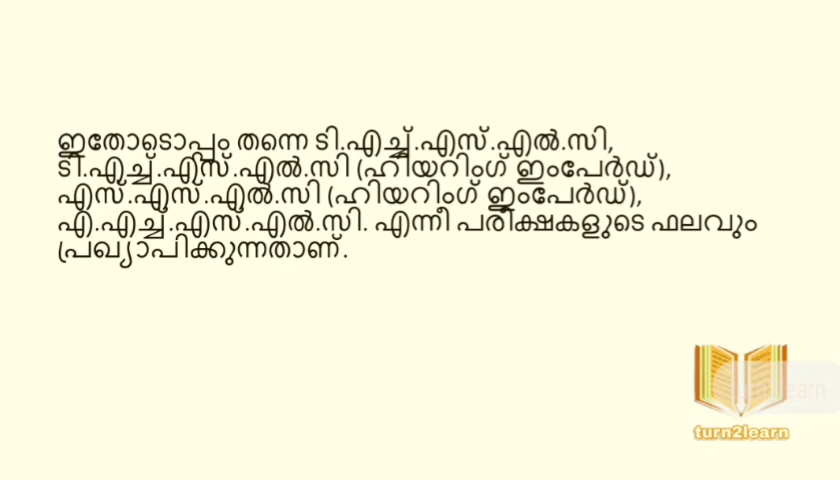 ഇതോടൊപ്പം തന്നെ ടി.എച്ച്.എസ്.എൽ.സി,
ടി.എച്ച്.എസ്.എൽ.സി (ഹിയറിംഗ് ഇംപേർഡ്),
എസ്.എസ്.എൽ.സി (ഹിയറിംഗ് ഇംപേർഡ്),
എ.എച്ച്.എസ്.എൽ.സി. എന്നീ പരീക്ഷകളുടെ ഫലവും
പ്രഖ്യാപിക്കുന്നതാണ്.
turn2learn